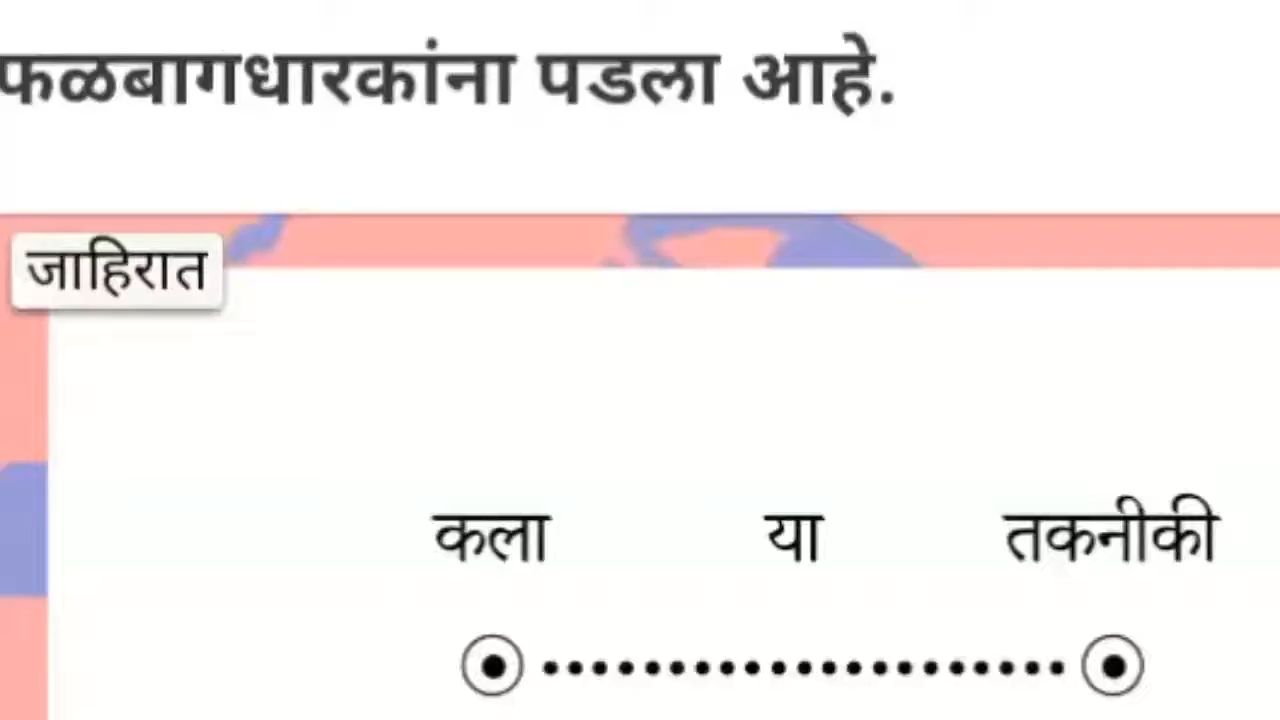 फळबागधारकांना पडला आहे.
जाहिरात
कला या तकनीकी